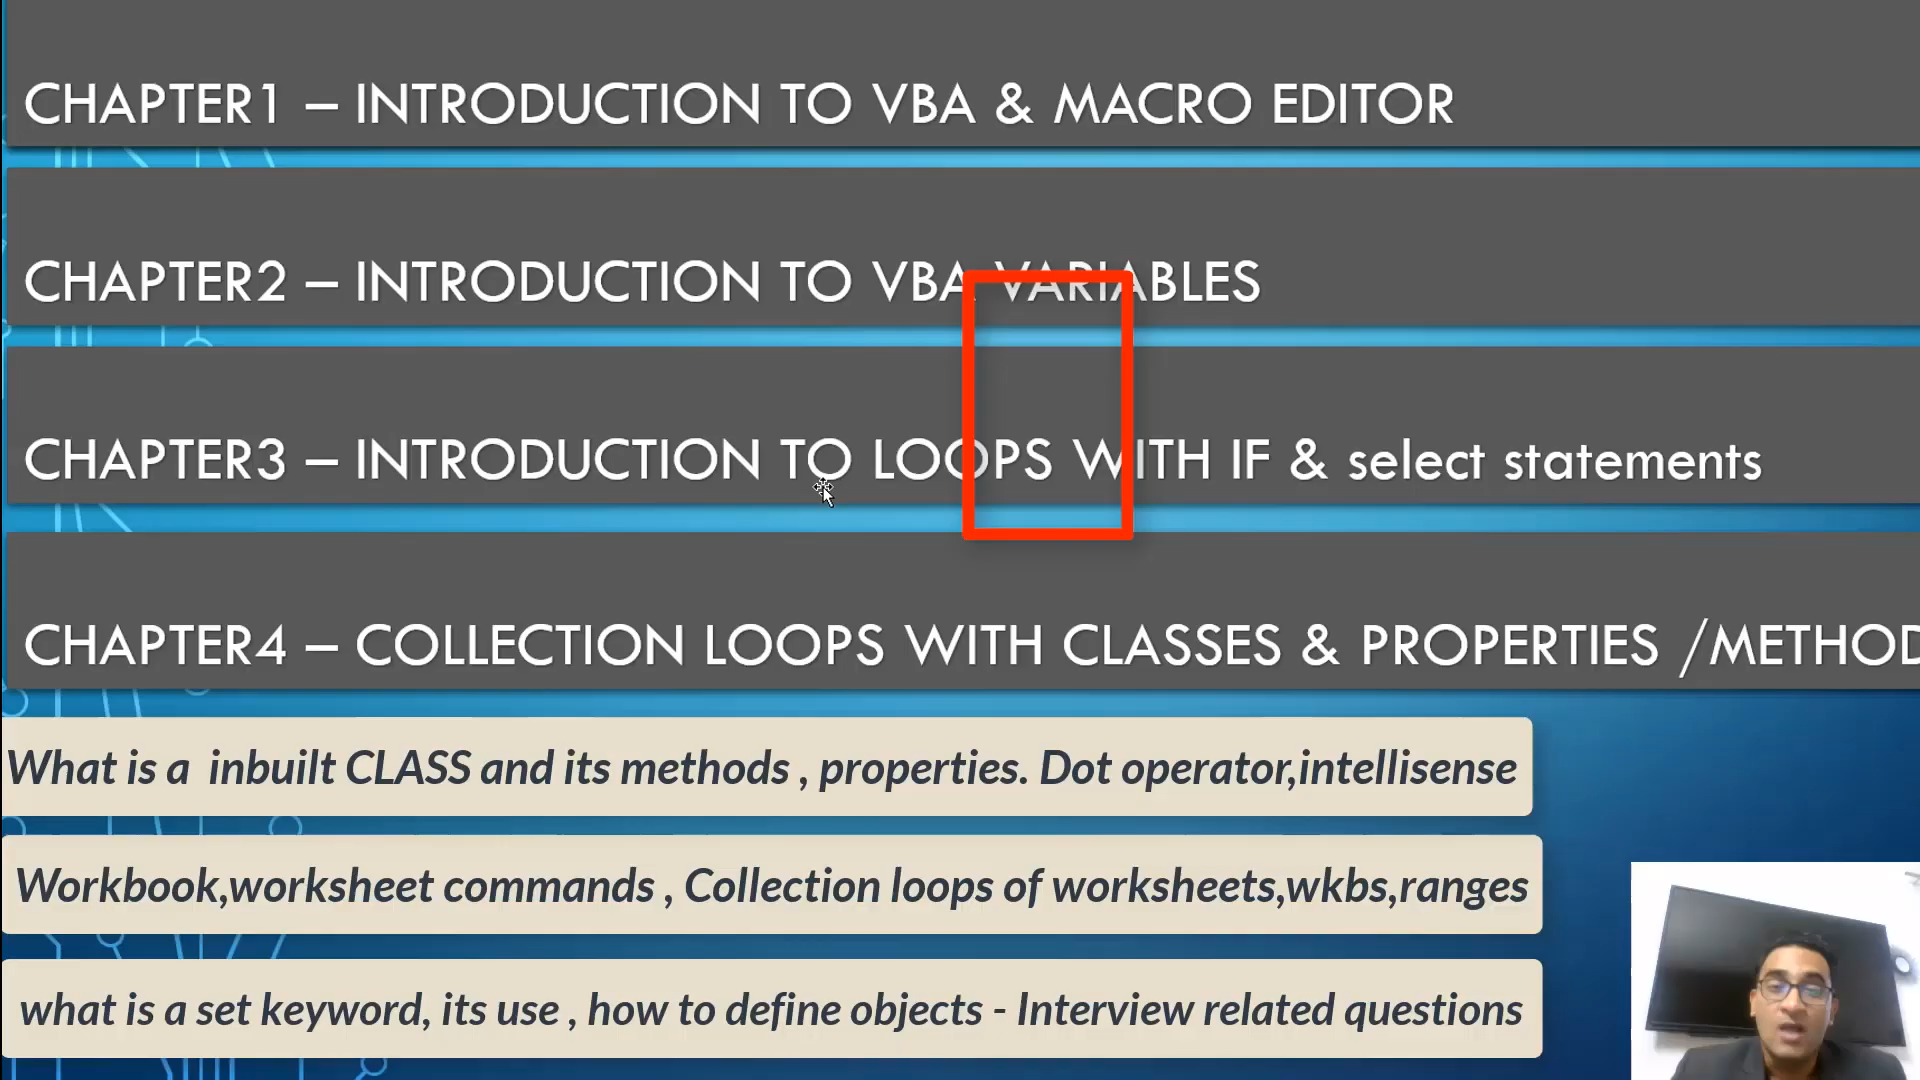 CHAPTER1 – INTRODUCTION TO VBA & MACRO EDITOR
CHAPTER2 – INTRODUCTION TO VBA VARIABLES
CHAPTER3 – INTRODUCTION TO LOOPS WITH IF & select statements
CHAPTER4 – COLLECTION LOOPS WITH CLASSES & PROPERTIES /METHOD
What is a inbuilt CLASS and its methods , properties. Dot operator,intellisense
Workbook,worksheet commands , Collection loops of worksheets,wkbs,ranges
what is a set keyword, its use , how to define objects - Interview related questions